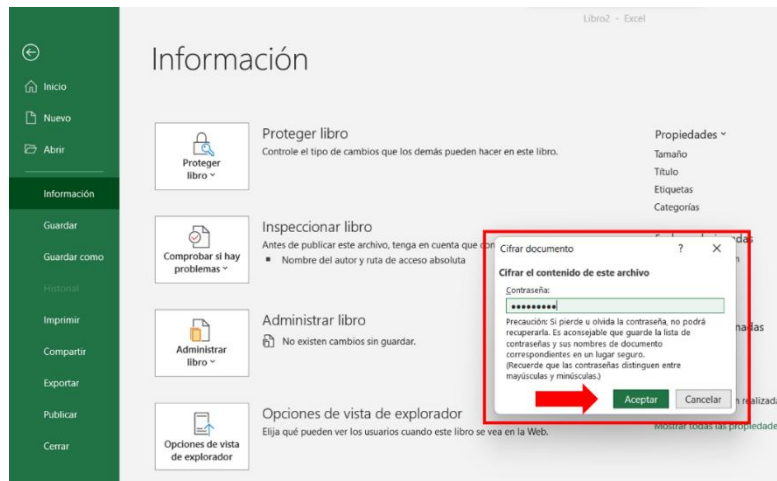 Libro2 - Excel
Información
Inicio
Nuevo
Abrir
Información
Guardar
Guardar como
Historial
Imprimir
Compartir
Exportar
Publicar
Cerrar
Proteger libro
Controle el tipo de cambios que los demás pueden hacer en este libro.
Proteger
libro
Inspeccionar libro
Antes de publicar este archivo, tenga en cuenta que
Nombre del autor y ruta de acceso absoluta
Comprobar si hay
problemas
Administrar libro
No existen cambios sin guardar.
Administrar
libro
Opciones de vista de explorador
Elija qué pueden ver los usuarios cuando este libro se vea en la Web.
Opciones de vista
de explorador
Propiedades
Tamaño
Título
Etiquetas
Categorías
Cifrar documento ? X
Cifrar el contenido de este archivo
Contraseña:
•••••••••
Precaución: Si pierde u olvida la contraseña, no podrá
recuperarla. Es aconsejable que guarde la lista de
contraseñas y sus nombres de documento
correspondientes en un lugar seguro.
(Recuerde que las contraseñas distinguen entre
mayúsculas y minúsculas.)
Aceptar Cancelar
Mostrar todas las propiedade